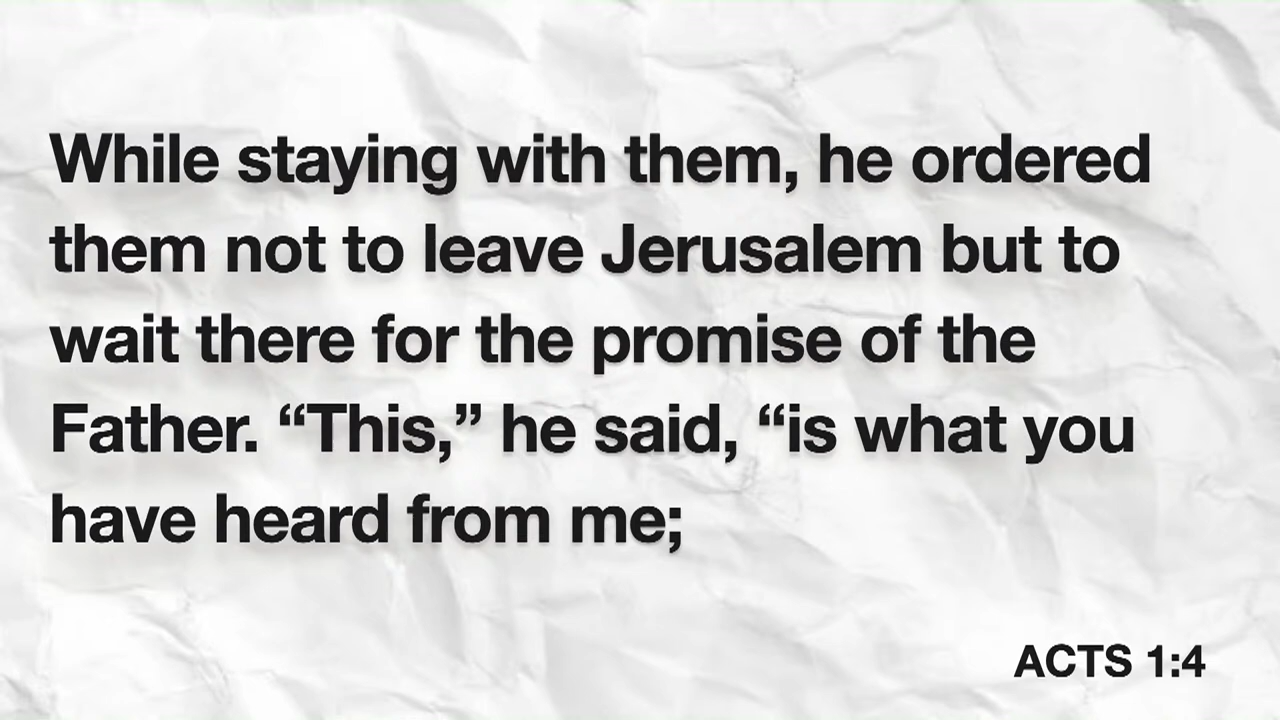 While staying with them, he ordered
them not to leave Jerusalem but to
wait there for the promise of the
Father. “This,” he said, “is what you
have heard from me;
ACTS 1:4